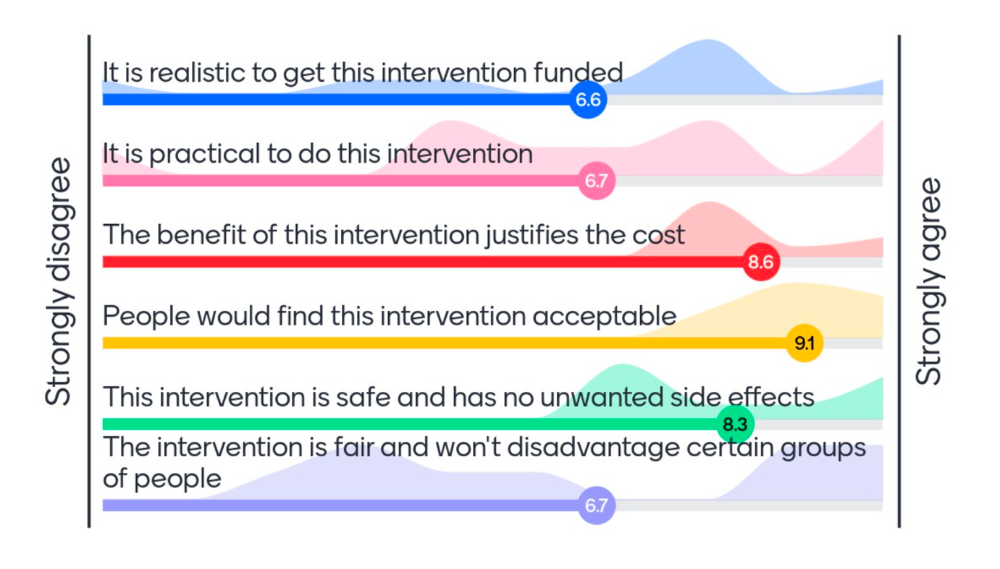 Strongly disagree
It is realistic to get this intervention funded
6.6
It is practical to do this intervention
6.7
The benefit of this intervention justifies the cost
8.6
People would find this intervention acceptable
9.1
This intervention is safe and has no unwanted side effects
8.3
The intervention is fair and won't disadvantage certain groups
of people
6.7
Strongly agree